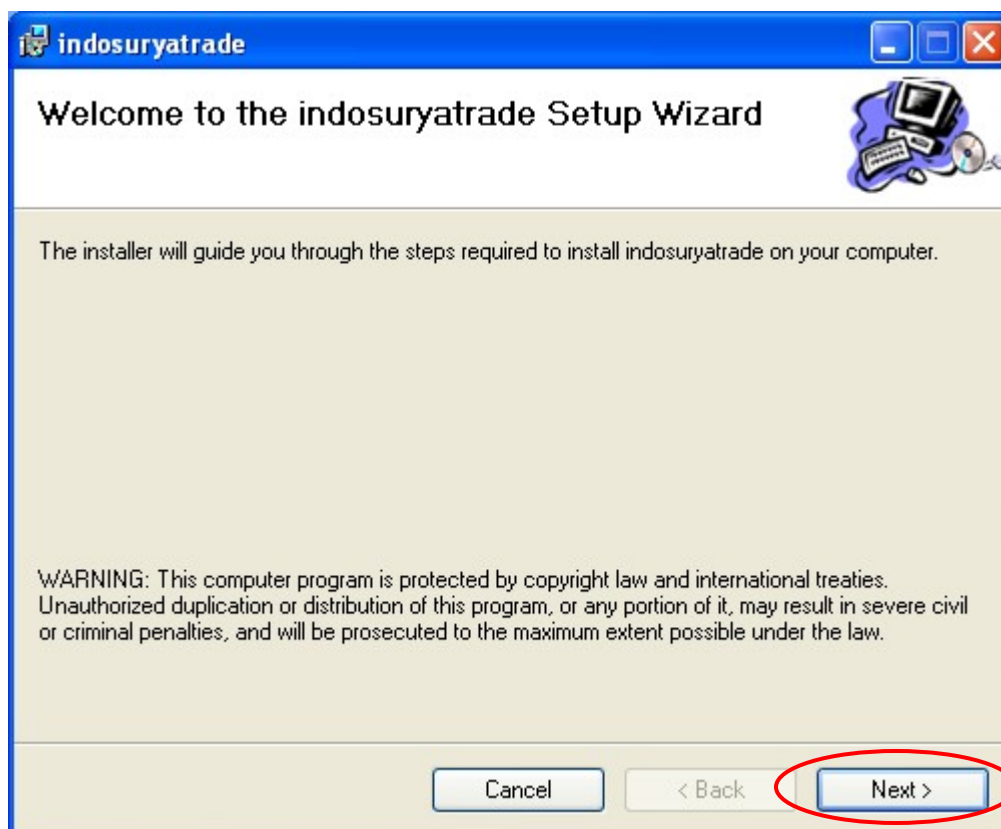 indosuryatrade
Welcome to the indosuryatrade Setup Wizard
The installer will guide you through the steps required to install indosuryatrade on your computer.
WARNING: This computer program is protected by copyright law and international treaties.
Unauthorized duplication or distribution of this program, or any portion of it, may result in severe civil
or criminal penalties, and will be prosecuted to the maximum extent possible under the law.
Cancel < Back Next >